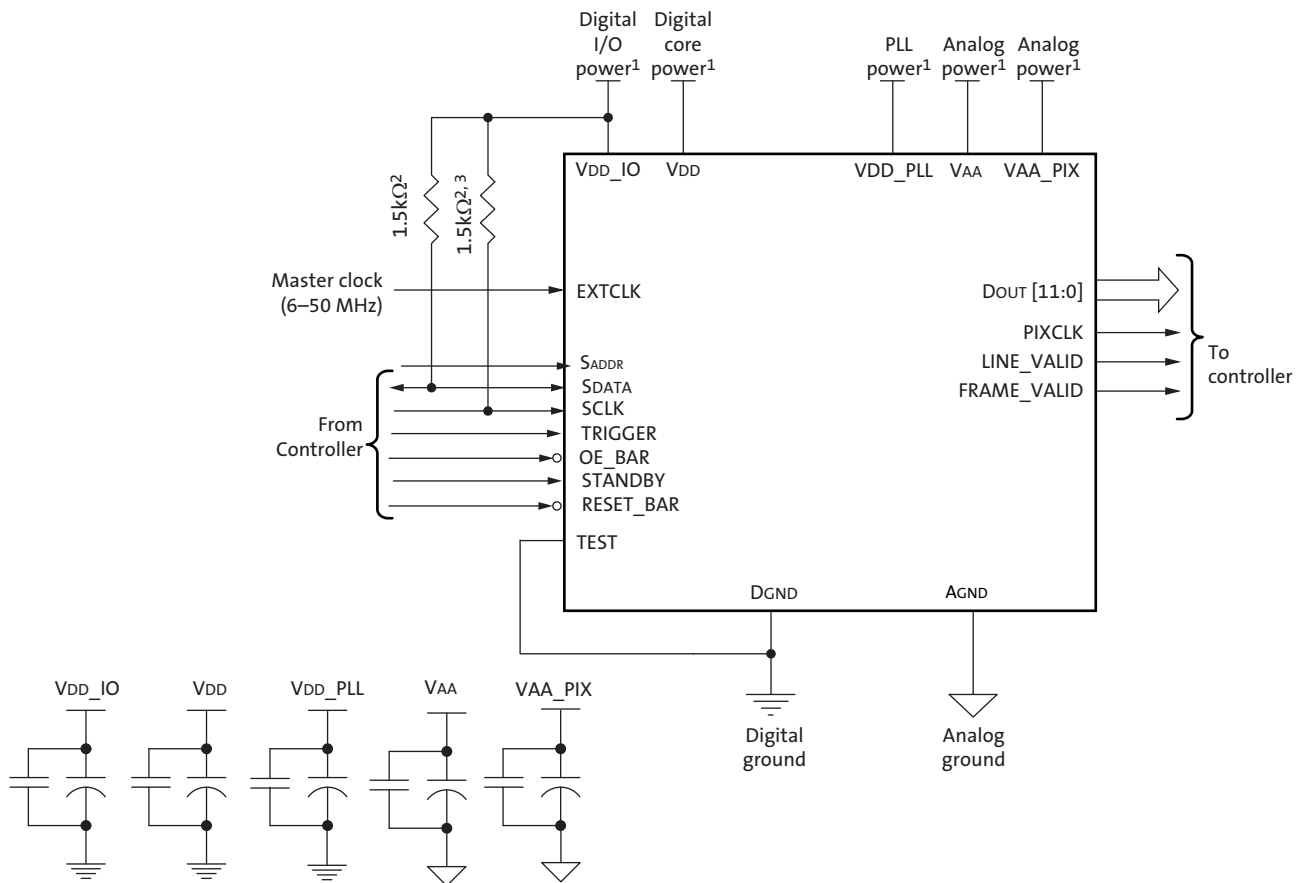 Digital
I/O
power1
Digital
core
power1
PLL
power1
Analog
power1
Analog
power1
VDD_IO
VDD
VDD_PLL
VAA
VAA_PIX
1.5kΩ2
1.5kΩ2, 3
Master clock
(6–50 MHz)
EXTCLK
SADDR
SDATA
SCLK
TRIGGER
OE_BAR
STANDBY
RESET_BAR
TEST
From
Controller
DOUT [11:0]
PIXCLK
LINE_VALID
FRAME_VALID
To
controller
DGND
AGND
Digital
ground
Analog
ground
VDD_IO
VDD
VDD_PLL
VAA
VAA_PIX